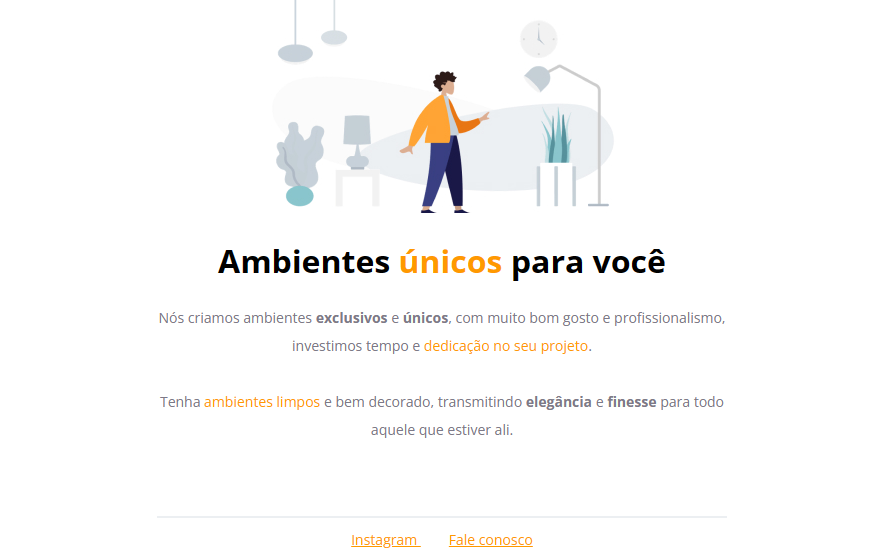 Ambientes únicos para você
Nós criamos ambientes exclusivos e únicos, com muito bom gosto e profissionalismo,
investimos tempo e dedicação no seu projeto.
Tenha ambientes limpos e bem decorado, transmitindo elegância e finesse para todo
aquele que estiver ali.
Instagram Fale conosco